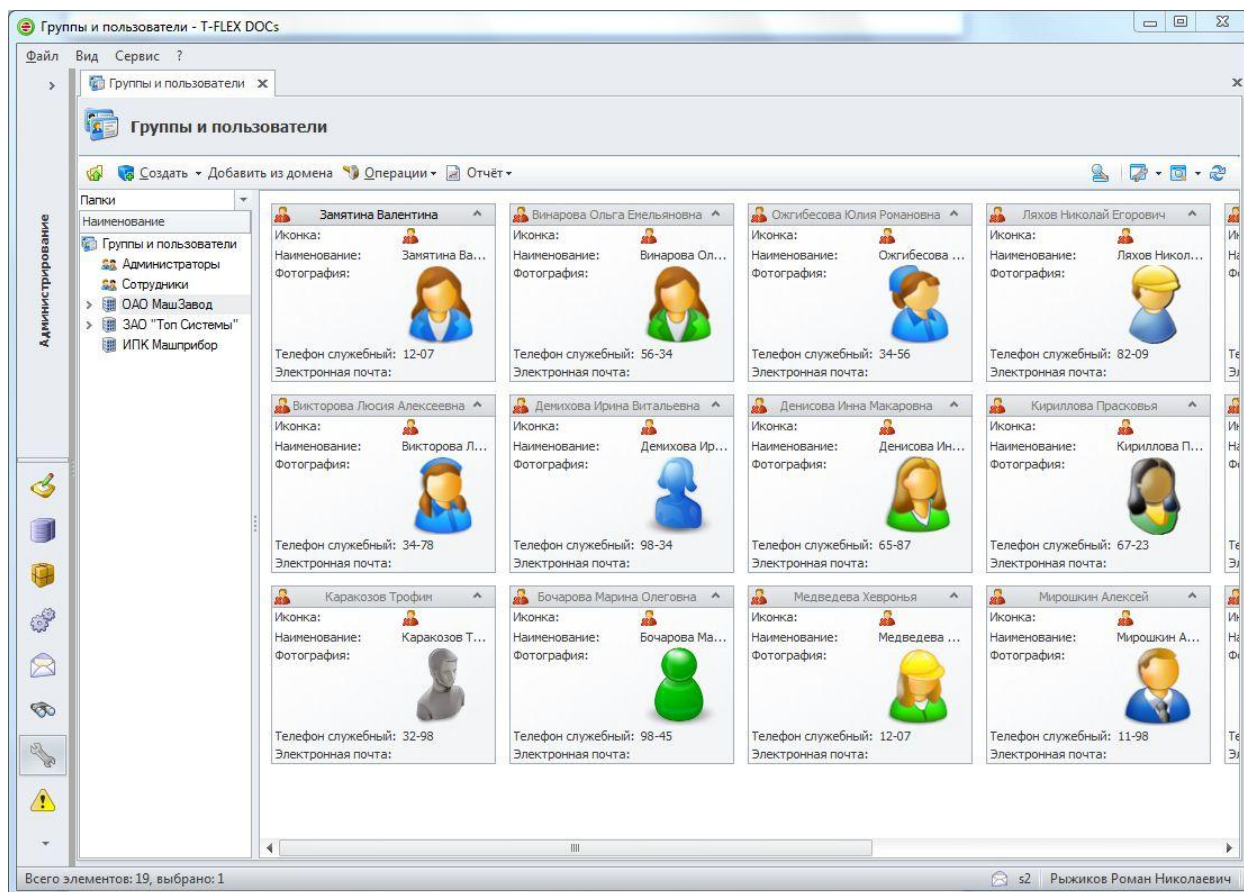 Группы и пользователи - T-FLEX DOCs
Файл Вид Сервис ?
Группы и пользователи
Группы и пользователи
Создать Добавить из домена Операции Отчёт
Администрирование
Папки
Наименование
Группы и пользователи
Администраторы
Сотрудники
ОАО МашЗавод
ЗАО "Топ Системы"
ИПК Машприбор
Замятина Валентина
Иконка:
Наименование: Замятина Ва...
Фотография:
Телефон служебный: 12-07
Электронная почта:
Винарова Ольга Емельяновна
Иконка:
Наименование: Винарова Ол...
Фотография:
Телефон служебный: 56-34
Электронная почта:
Ожгибесова Юлия Романовна
Иконка:
Наименование: Ожгибесова ...
Фотография:
Телефон служебный: 34-56
Электронная почта:
Ляхов Николай Егорович
Иконка:
Наименование: Ляхов Никол...
Фотография:
Телефон служебный: 82-09
Электронная почта:
Викторова Люсия Алексеевна
Иконка:
Наименование: Викторова Л...
Фотография:
Телефон служебный: 34-78
Электронная почта:
Демихова Ирина Витальевна
Иконка:
Наименование: Демихова Ир...
Фотография:
Телефон служебный: 98-34
Электронная почта:
Денисова Инна Макаровна
Иконка:
Наименование: Денисова Ин...
Фотография:
Телефон служебный: 65-87
Электронная почта:
Кириллова Прасковья
Иконка:
Наименование: Кириллова П...
Фотография:
Телефон служебный: 67-23
Электронная почта:
Каракозов Трофим
Иконка:
Наименование: Каракозов Т...
Фотография:
Телефон служебный: 32-98
Электронная почта:
Бочарова Марина Олеговна
Иконка:
Наименование: Бочарова Ма...
Фотография:
Телефон служебный: 98-45
Электронная почта:
Медведева Хевронья
Иконка:
Наименование: Медведева ...
Фотография:
Телефон служебный: 12-07
Электронная почта:
Мирошкин Алексей
Иконка:
Наименование: Мирошкин А...
Фотография:
Телефон служебный: 11-98
Электронная почта:
Всего элементов: 19, выбрано: 1
s2 Рыжиков Роман Николаевич